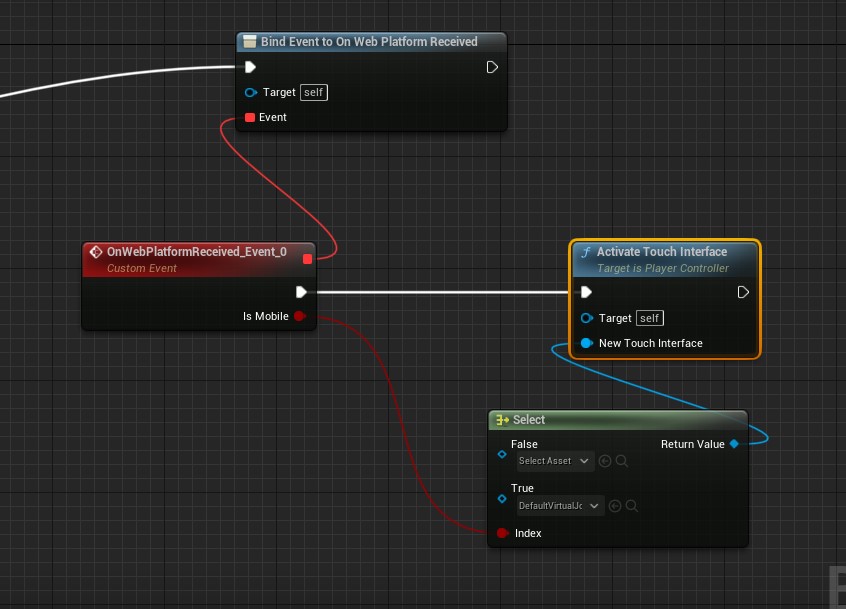 Bind Event to On Web Platform Received
Target self
Event
OnWebPlatformReceived_Event_0
Custom Event
Is Mobile
Activate Touch Interface
Target is Player Controller
Target self
New Touch Interface
Select
False
Return Value
Select Asset
True
DefaultVirtualJc
Index